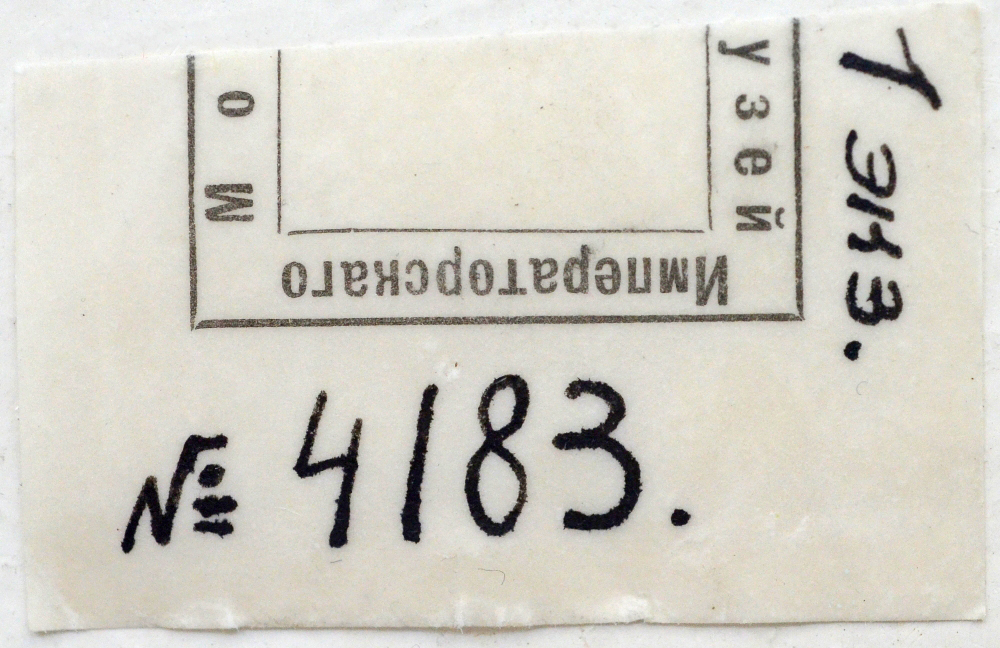 № 4183.
1 экз.
узей
Императорскаго
Мо